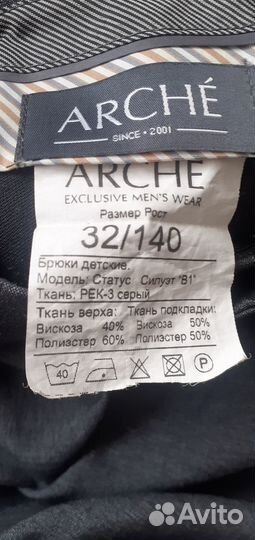 ARCHÉ
SINCE • 2001
ARCHE
EXCLUSIVE MEN'S WEAR
Размер Рост
32/140
Брюки детские.
Модель: Статус Силуэт "B1"
Ткань: РЕК-3 серый
Ткань верха: Ткань подкладки:
Вискоза 40% Вискоза 50%
Полиэстер 60% Полиэстер 50%
40 P
Avito